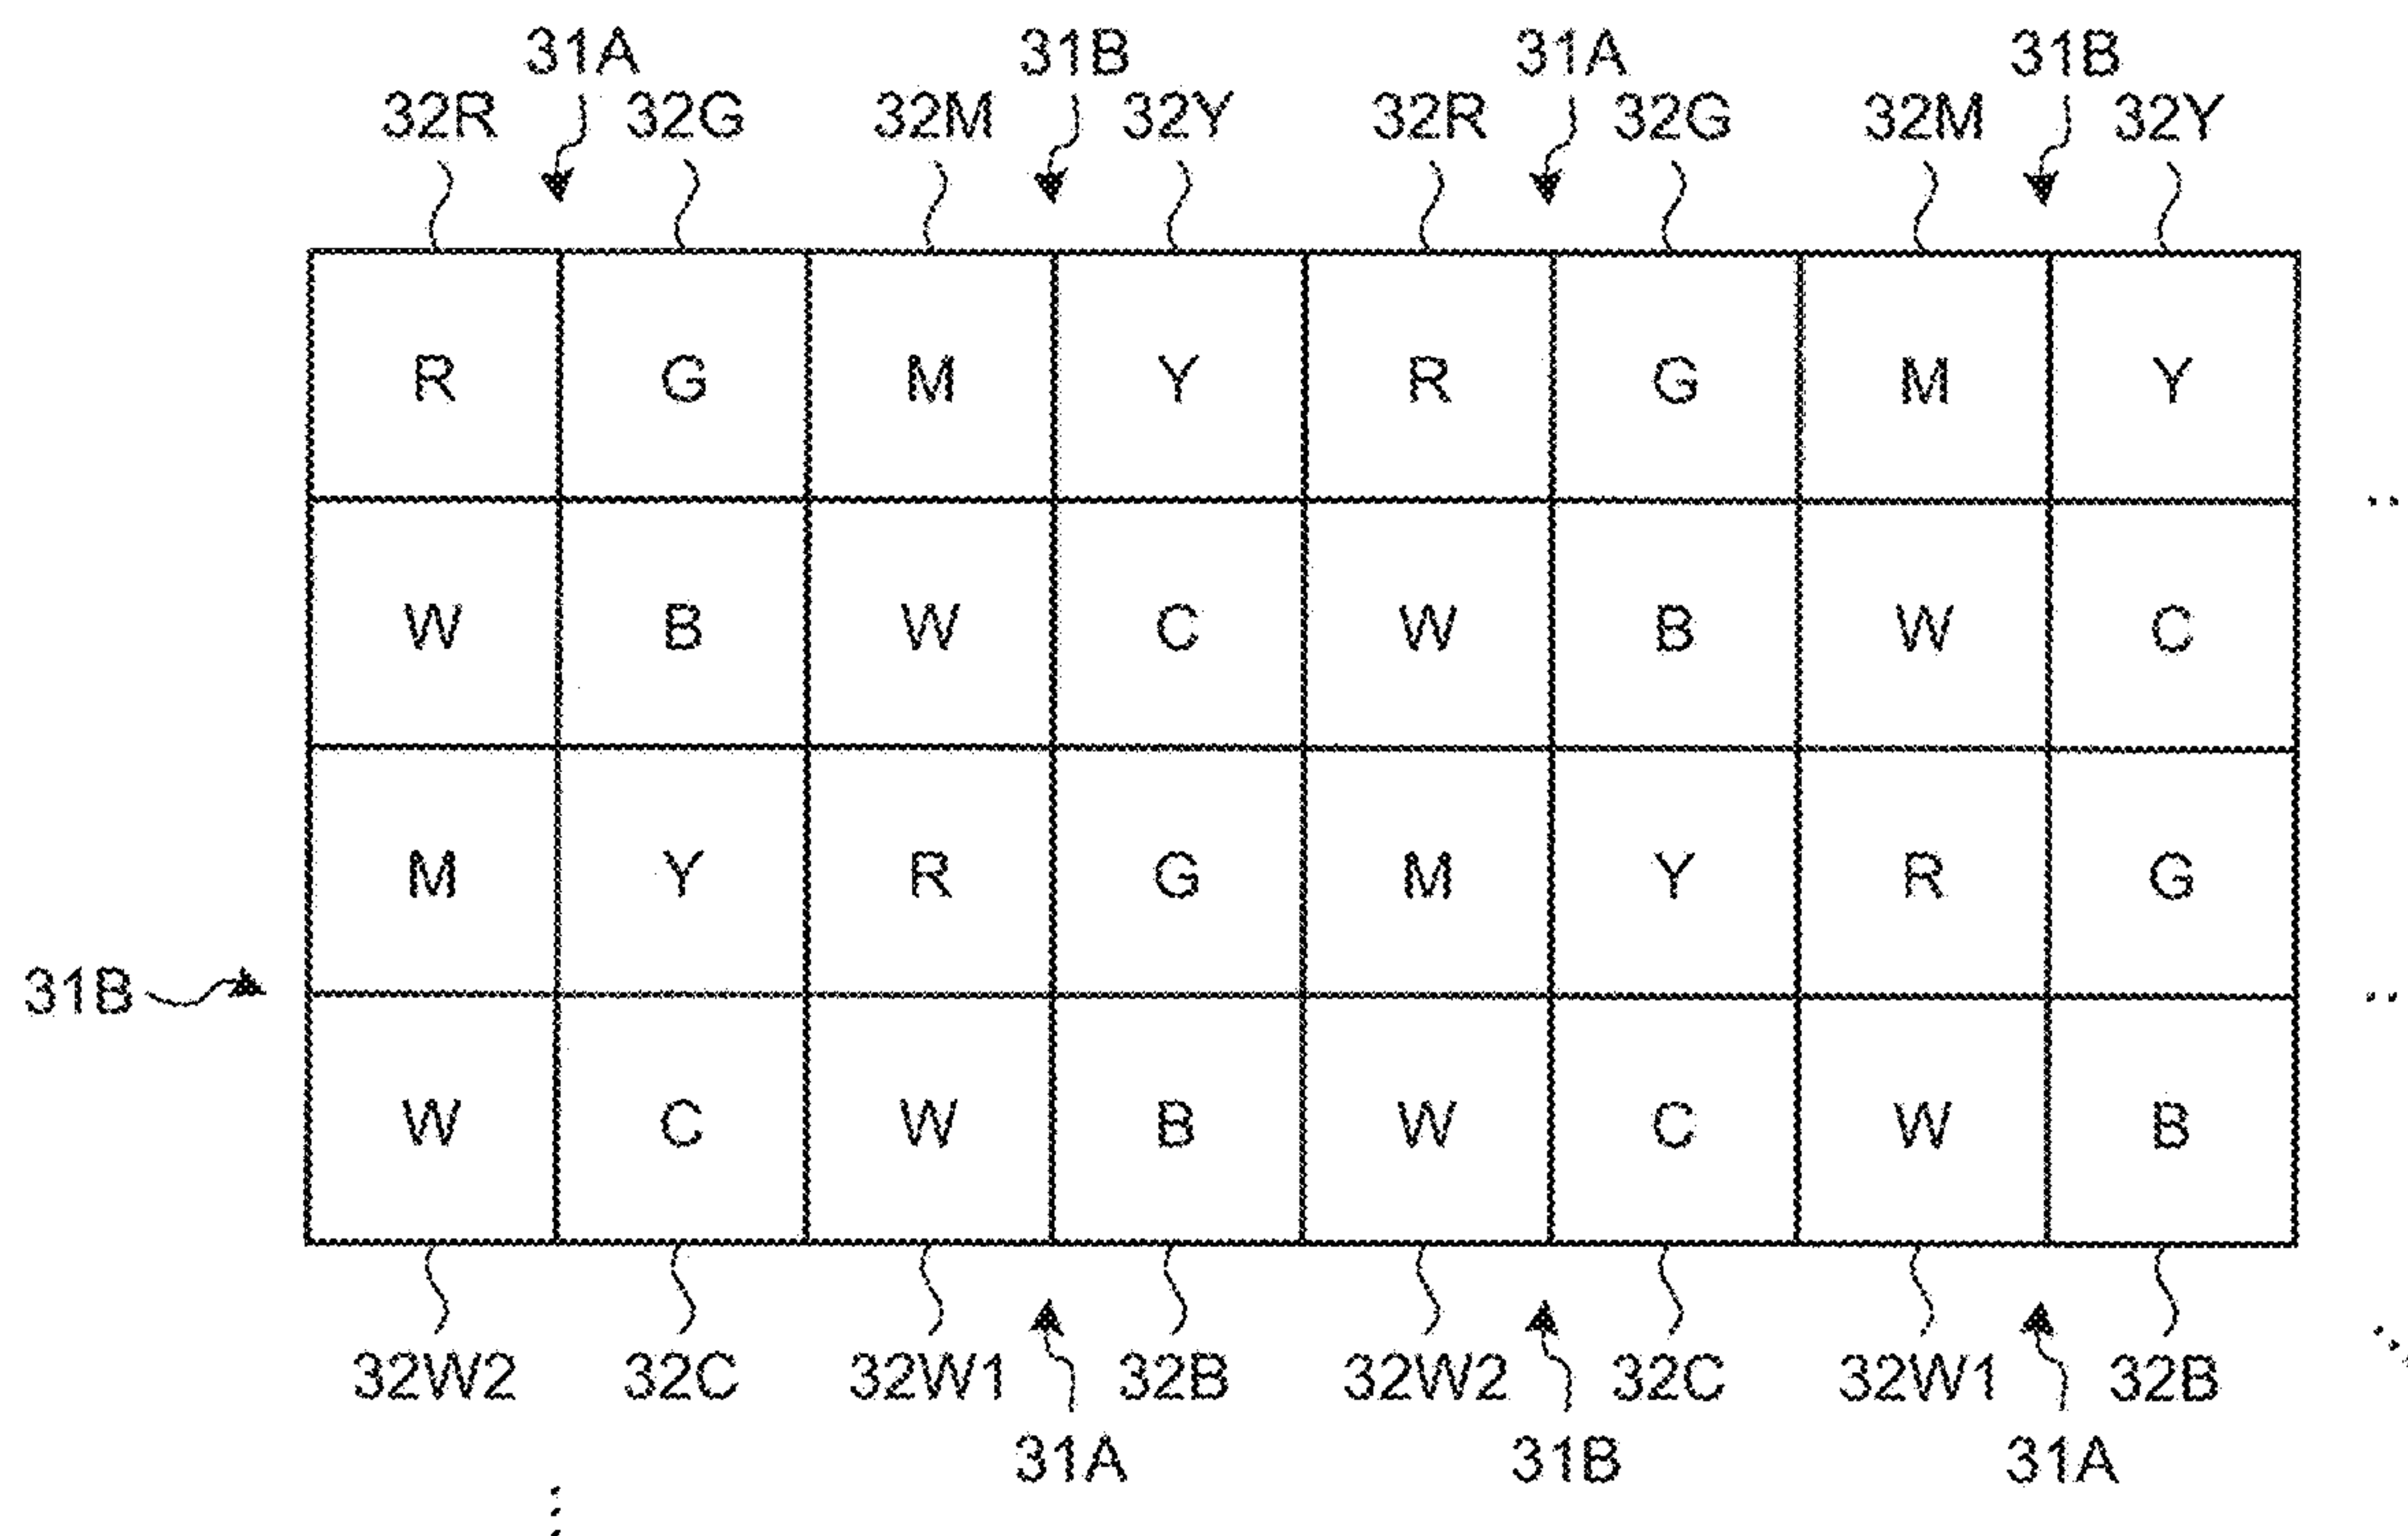 31A 31B 31A 31B
32R 32G 32M 32Y 32R 32G 32M 32Y
R G M Y R G M Y
W B W C W B W C
M Y R G M Y R G
31B
W C W B W C W B
32W2 32C 32W1 32B 32W2 32C 32W1 32B
31A 31B 31A